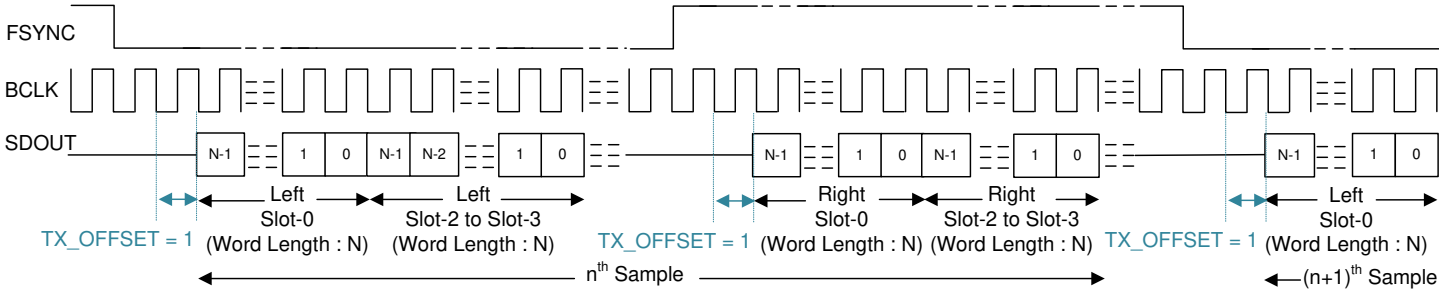 FSYNC
BCLK
SDOUT
N-1 1 0 N-1 N-2 1 0 N-1 1 0 N-1 1 0 N-1 1 0
Left Left Right Right Left
Slot-0 Slot-2 to Slot-3 Slot-0 Slot-2 to Slot-3 Slot-0
TX_OFFSET = 1 (Word Length : N) (Word Length : N) TX_OFFSET = 1 (Word Length : N) (Word Length : N) TX_OFFSET = 1 (Word Length : N)
nth Sample (n+1)th Sample